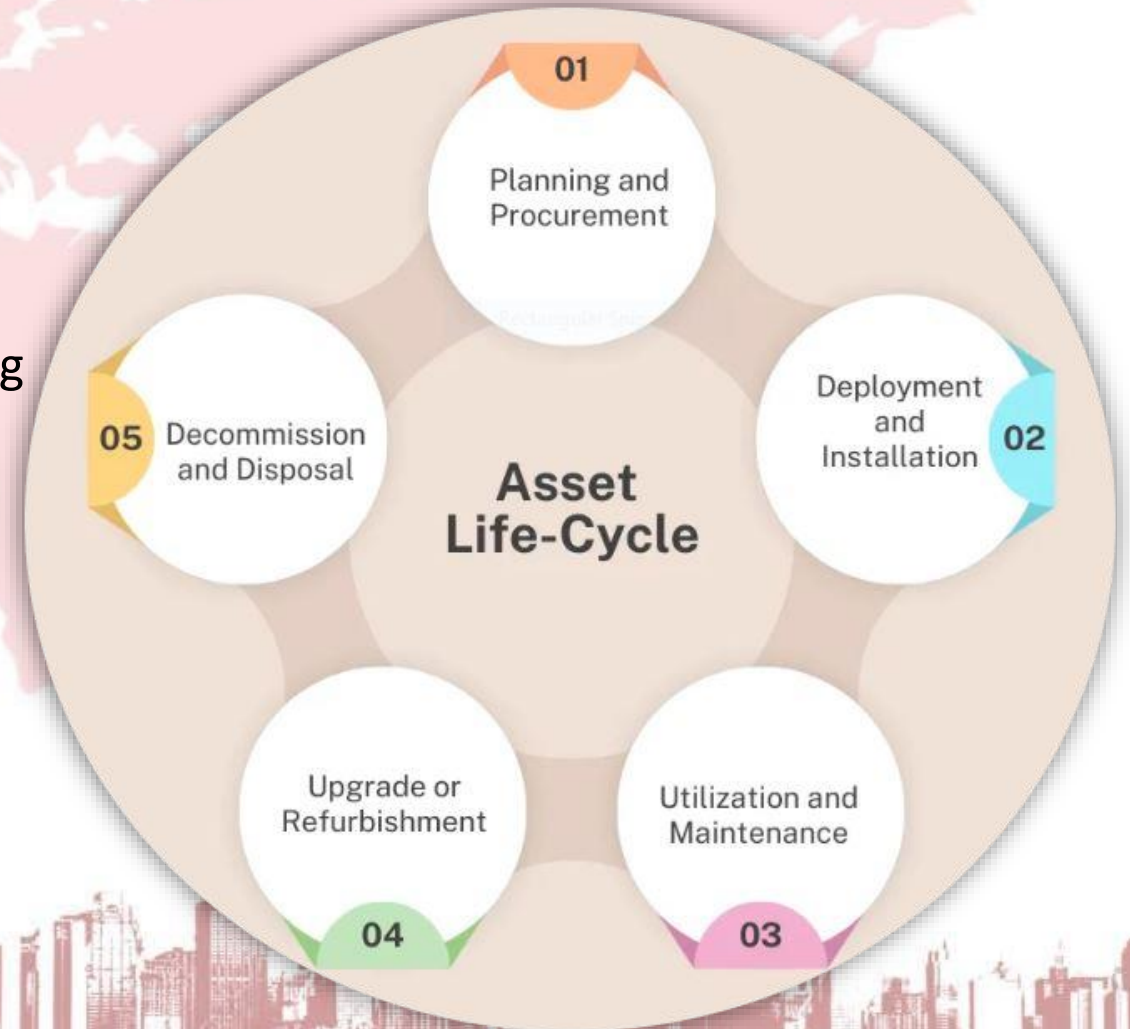 01
Planning and
Procurement
Deployment
and
Installation
02
Utilization and
Maintenance
03
Upgrade or
Refurbishment
04
05
Decommission
and Disposal
Asset
Life-Cycle
g